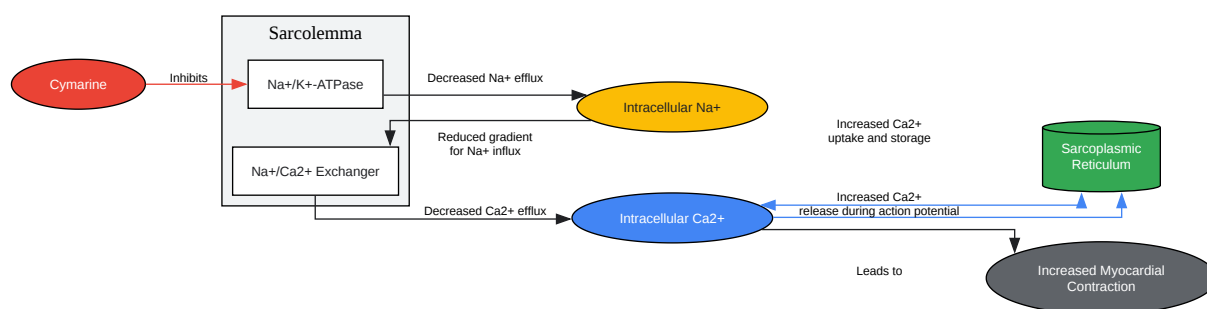 Sarcolemma
Cymarine
Inhibits
Na+/K+-ATPase
Decreased Na+ efflux
Intracellular Na+
Reduced gradient
for Na+ influx
Na+/Ca2+ Exchanger
Decreased Ca2+ efflux
Intracellular Ca2+
Increased Ca2+
uptake and storage
Sarcoplasmic
Reticulum
Increased Ca2+
release during action potential
Leads to
Increased Myocardial
Contraction